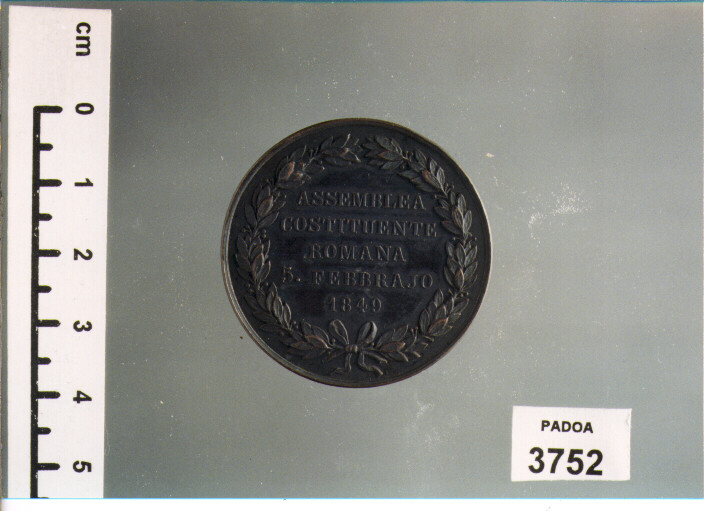 cm
0
1
2
3
4
5
ASSEMBLEA
COSTITUENTE
ROMANA
5. FEBBRAJO
1849
PADOA
3752